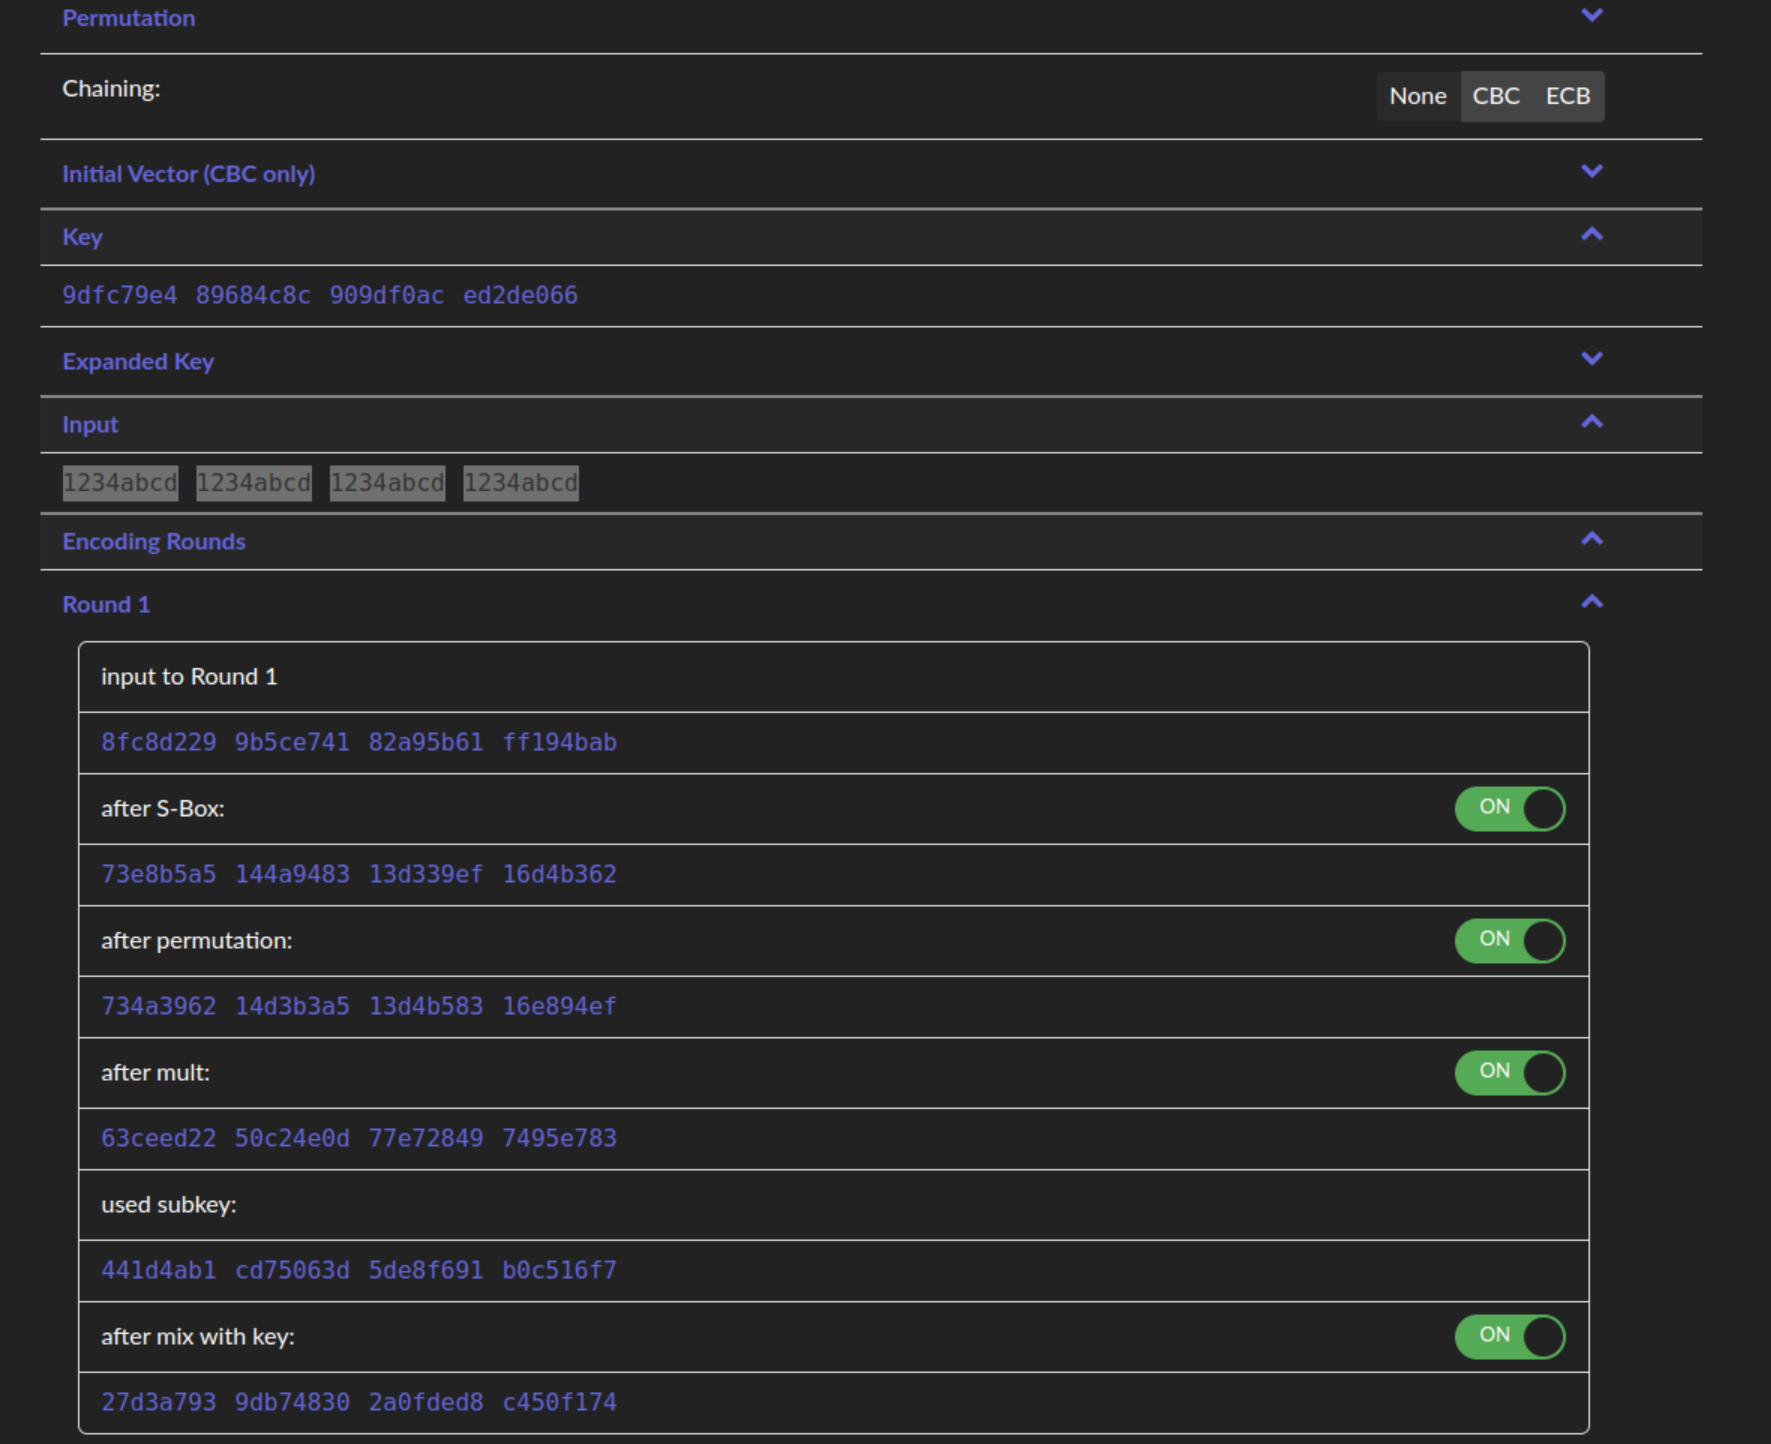 Permutation
Chaining: None CBC ECB
Initial Vector (CBC only)
Key
9dfc79e4 89684c8c 909df0ac ed2de066
Expanded Key
Input
1234abcd 1234abcd 1234abcd 1234abcd
Encoding Rounds
Round 1
input to Round 1
8fc8d229 9b5ce741 82a95b61 ff194bab
after S-Box: ON
73e8b5a5 144a9483 13d339ef 16d4b362
after permutation: ON
734a3962 14d3b3a5 13d4b583 16e894ef
after mult: ON
63ceed22 50c24e0d 77e72849 7495e783
used subkey:
441d4ab1 cd75063d 5de8f691 b0c516f7
after mix with key: ON
27d3a793 9db74830 2a0fded8 c450f174